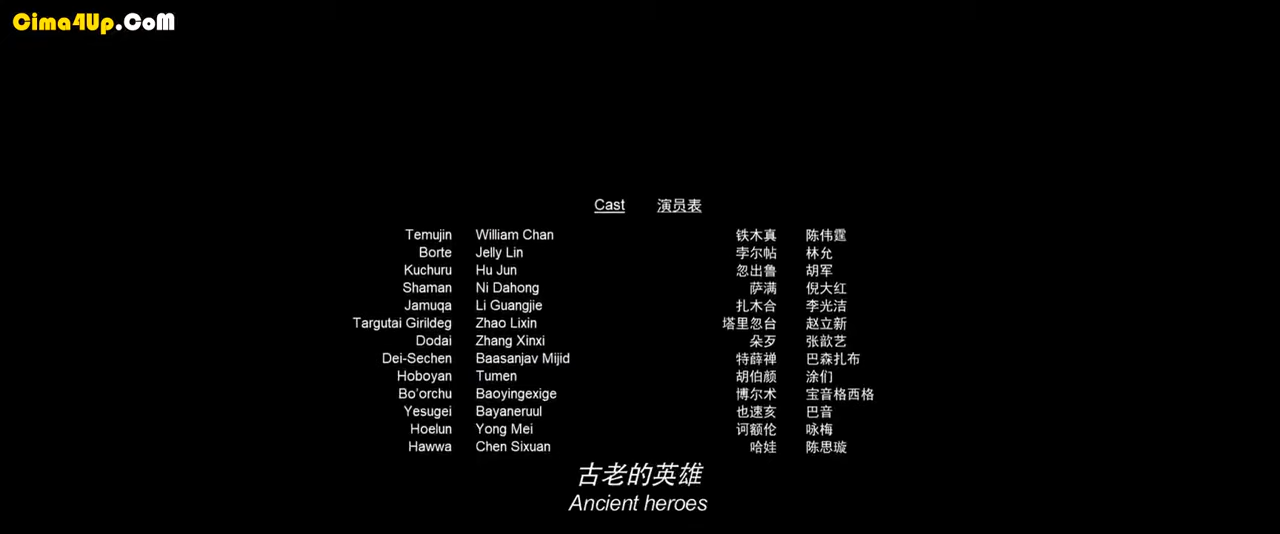 Cima4Up.CoM
Cast 演员表
Temujin William Chan 铁木真 陈伟霆
Borte Jelly Lin 孛尔帖 林允
Kuchuru Hu Jun 忽出鲁 胡军
Shaman Ni Dahong 萨满 倪大红
Jamuqa Li Guangjie 扎木合 李光洁
Targutai Girildeg Zhao Lixin 塔里忽台 赵立新
Dodai Zhang Xinxi 朵歹 张歆艺
Dei-Sechen Baasanjav Mijid 特薛禅 巴森扎布
Hoboyan Tumen 胡伯颜 涂们
Bo'orchu Baoyingexige 博尔术 宝音格西格
Yesugei Bayaneruul 也速亥 巴音
Hoelun Yong Mei 诃额伦 咏梅
Hawwa Chen Sixuan 哈娃 陈思璇
古老的英雄
Ancient heroes